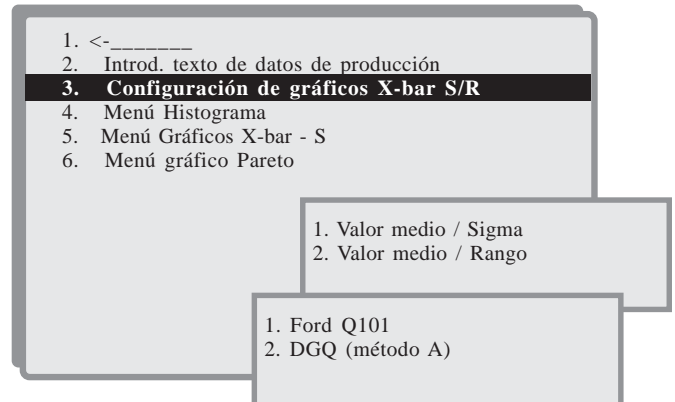 1. <-_______
2. Introd. texto de datos de producción
3. Configuración de gráficos X-bar S/R
4. Menú Histograma
5. Menú Gráficos X-bar - S
6. Menú gráfico Pareto
1. Valor medio / Sigma
2. Valor medio / Rango
1. Ford Q101
2. DGQ (método A)